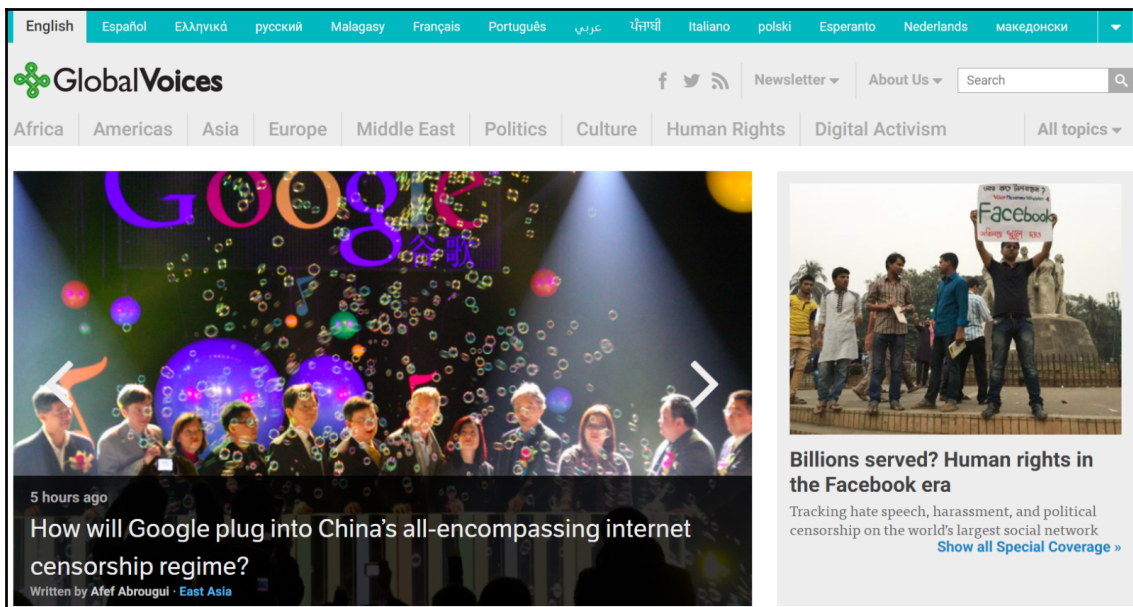 English Español Ελληνικά русский Malagasy Français Português عربي ਪੰਜਾਬੀ Italiano polski Esperanto Nederlands македонски
GlobalVoices
Newsletter About Us Search
Africa Americas Asia Europe Middle East Politics Culture Human Rights Digital Activism All topics
Google
谷歌
5 hours ago
How will Google plug into China's all-encompassing internet
censorship regime?
Written by Afef Abrougui · East Asia
Facebook
Billions served? Human rights in
the Facebook era
Tracking hate speech, harassment, and political
censorship on the world's largest social network
Show all Special Coverage »